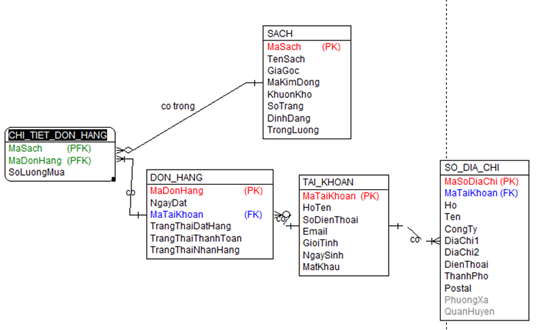 SACH
MaSach (PK)
TenSach
GiaGoc
MaKimDong
KhuonKho
SoTrang
DinhDang
TrongLuong
co trong
CHI_TIET_DON_HANG
MaSach (PFK)
MaDonHang (PFK)
SoLuongMua
co
DON_HANG
MaDonHang (PK)
NgayDat
MaTaiKhoan (FK)
TrangThaiDatHang
TrangThaiThanhToan
TrangThaiNhanHang
co
TAI_KHOAN
MaTaiKhoan (PK)
HoTen
SoDienThoai
Email
GioiTinh
NgaySinh
MatKhau
co
SO_DIA_CHI
MaSoDiaChi (PK)
MaTaiKhoan (FK)
Ho
Ten
CongTy
DiaChi1
DiaChi2
DienThoai
ThanhPho
Postal
PhuongXa
QuanHuyen